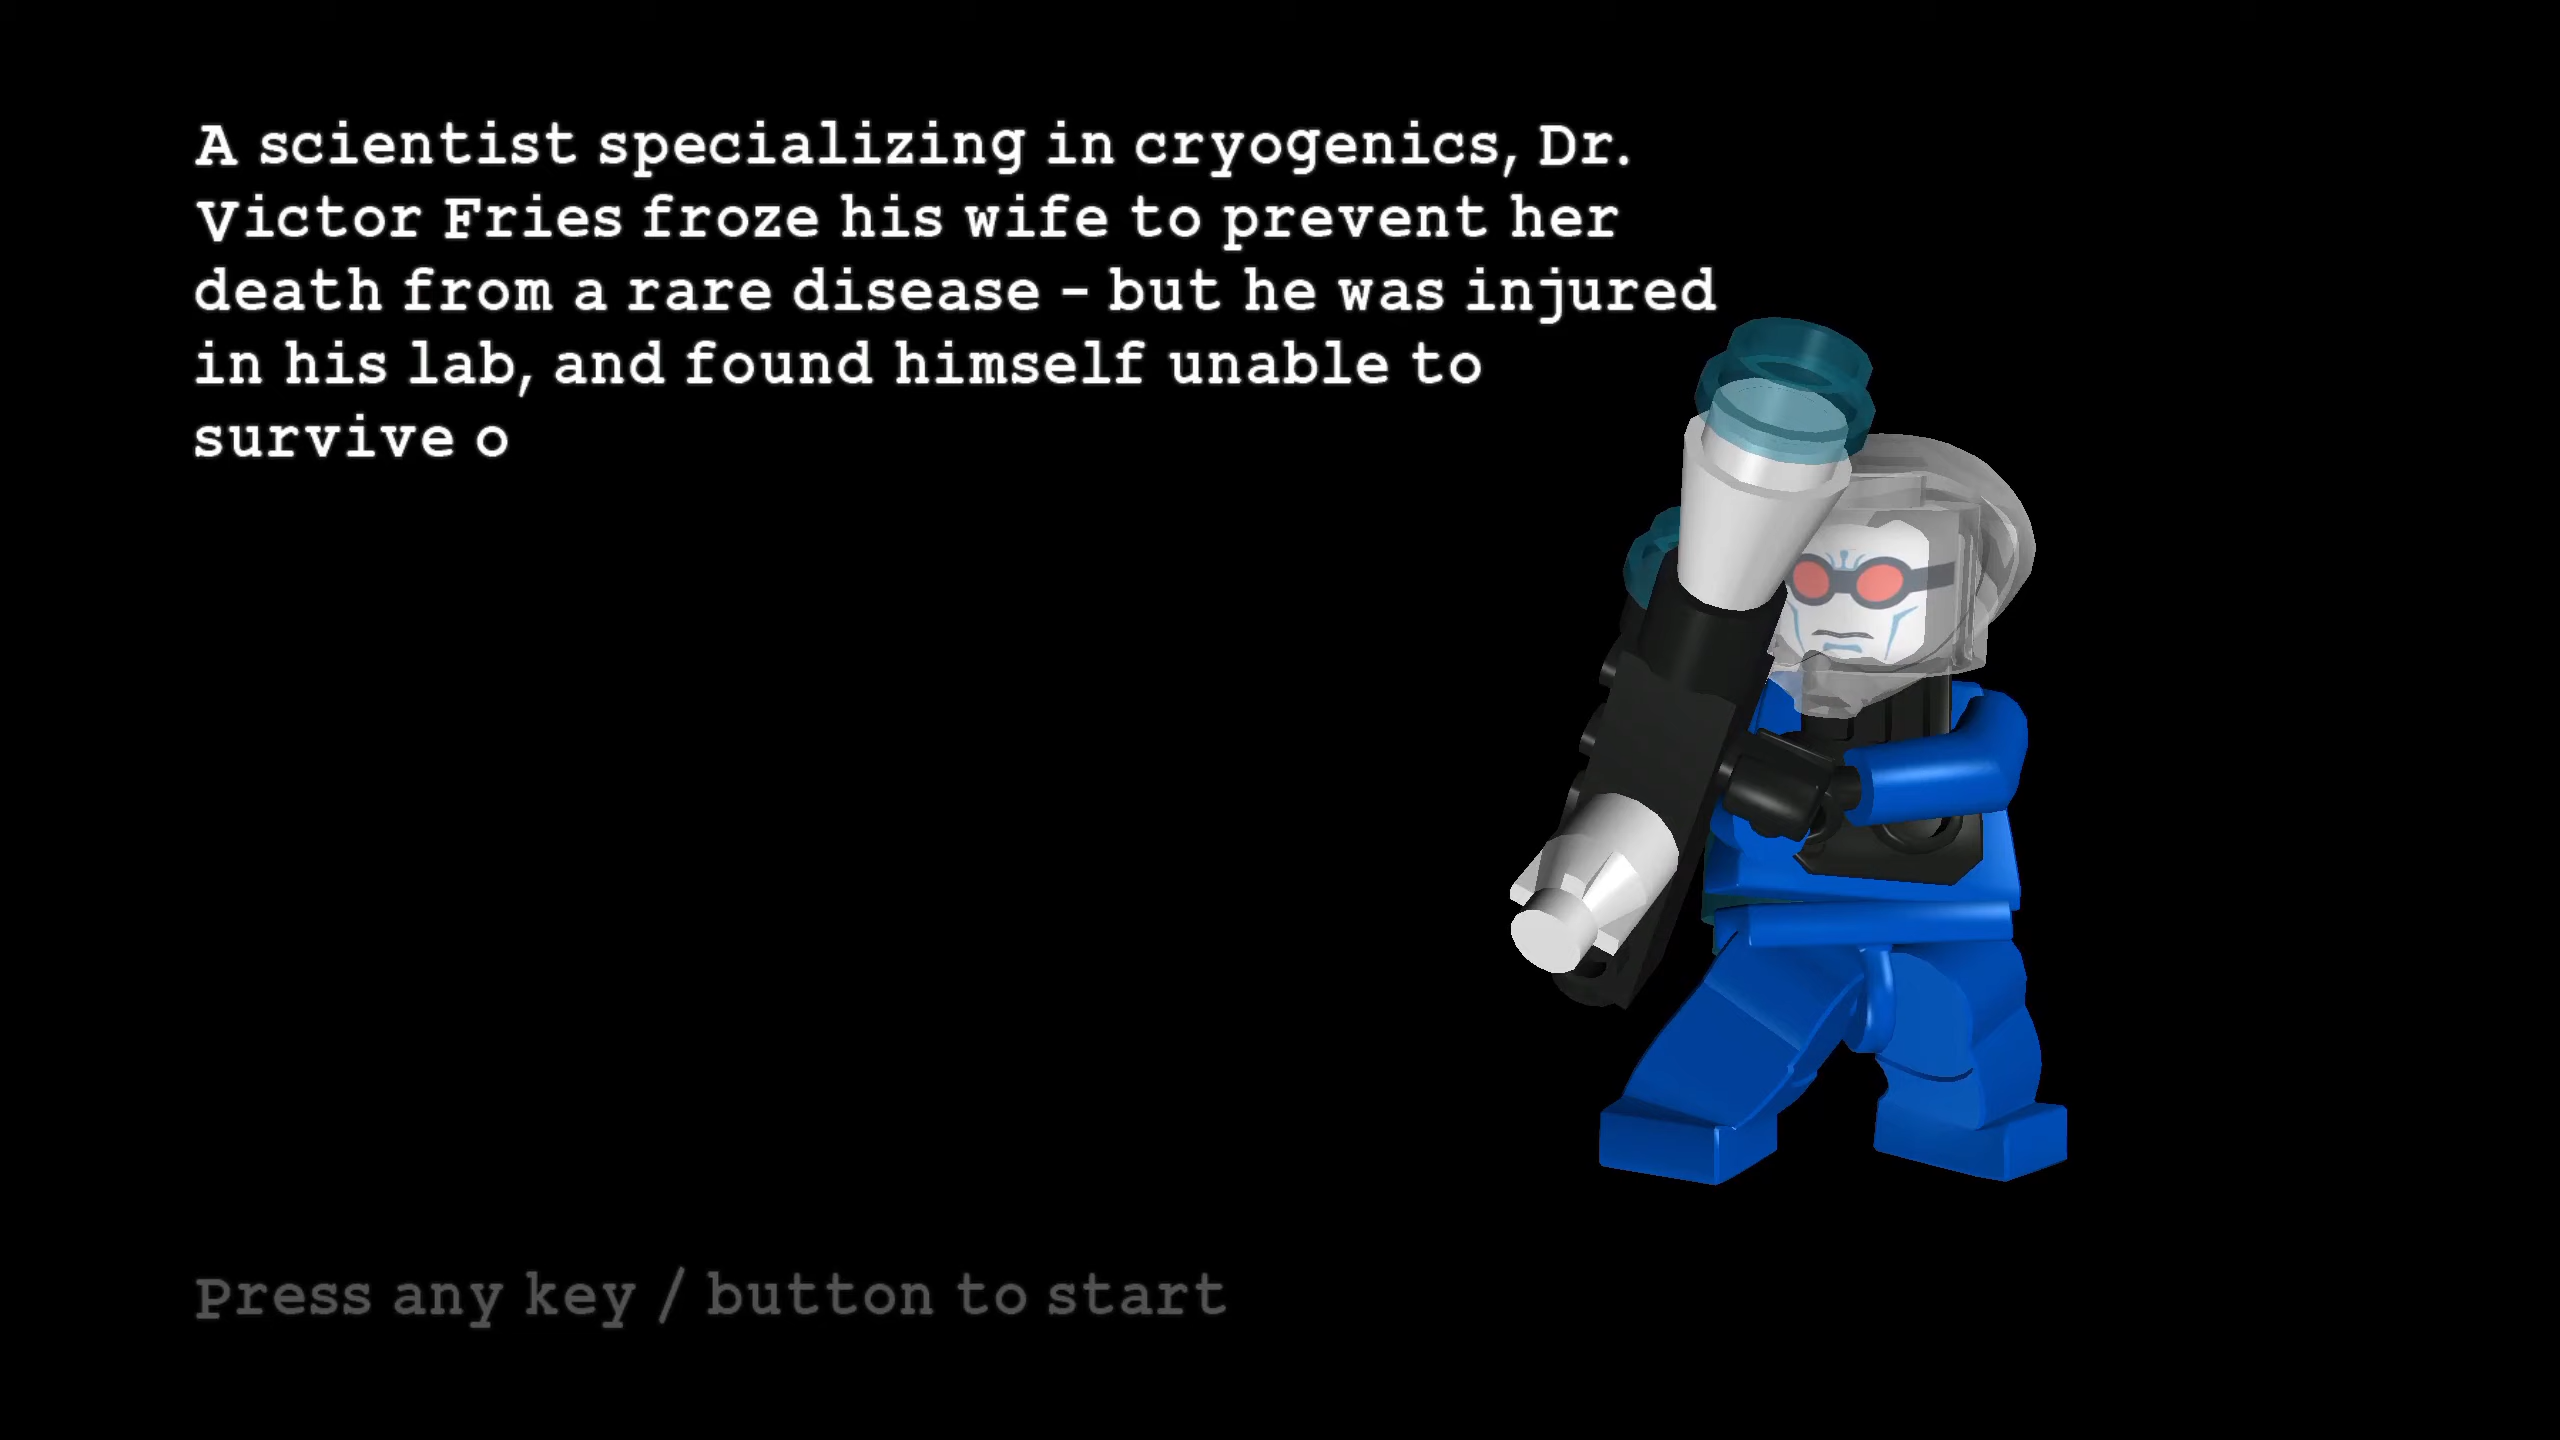 A scientist specializing in cryogenics, Dr.
Victor Fries froze his wife to prevent her
death from a rare disease - but he was injured
in his lab, and found himself unable to
survive o
Press any key / button to start